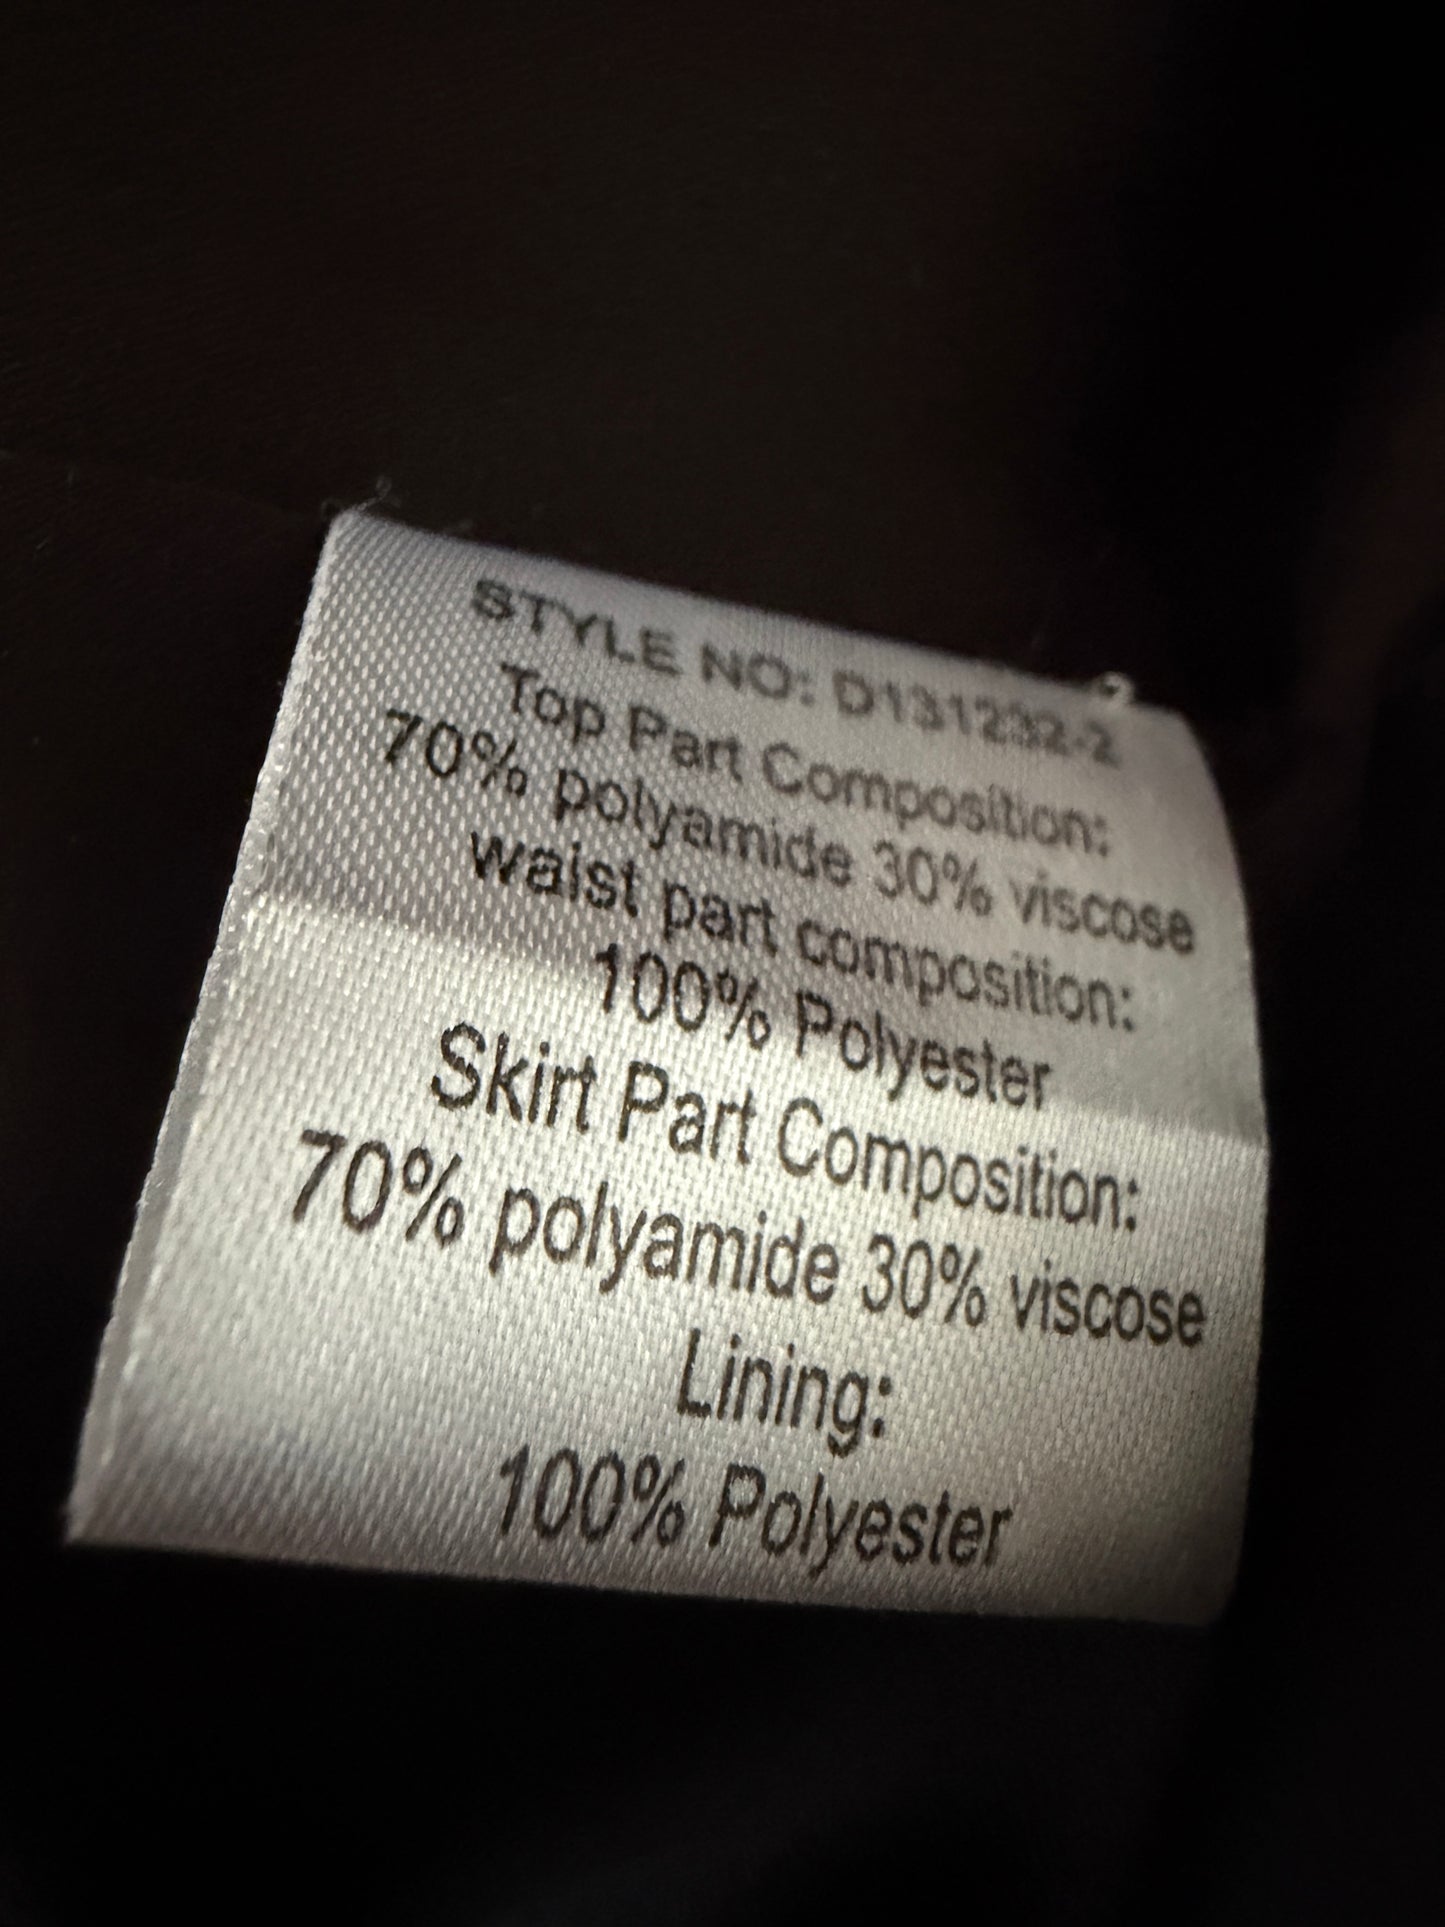 STYLE NO: D131232-2
Top Part Composition:
70% polyamide 30% viscose
waist part composition:
100% Polyester
Skirt Part Composition:
70% polyamide 30% viscose
Lining:
100% Polyester